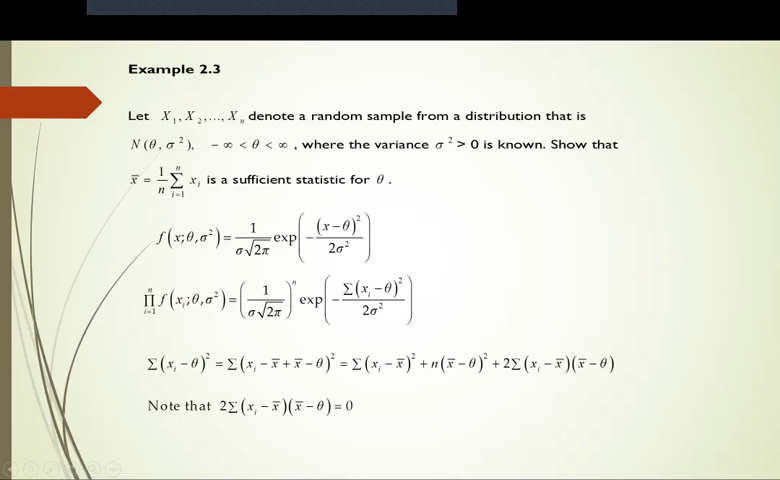 Example 2.3
Let X₁, X₂,..., Xₙ denote a random sample from a distribution that is
N(θ, σ²), −∞ < θ < ∞, where the variance σ² > 0 is known. Show that
x̄ = 1/n ∑ᵢ₌₁ⁿ xᵢ is a sufficient statistic for θ.
f(x;θ,σ²) = 1/(σ√2π) exp(−(x−θ)²/2σ²)
∏ᵢ₌₁ⁿ f(xᵢ;θ,σ²) = (1/(σ√2π))ⁿ exp(−Σ(xᵢ−θ)²/2σ²)
Σ(xᵢ−θ)² = Σ(xᵢ−x̄+x̄−θ)² = Σ(xᵢ−x̄)² + n(x̄−θ)² + 2Σ(xᵢ−x̄)(x̄−θ)
Note that 2Σ(xᵢ−x̄)(x̄−θ) = 0